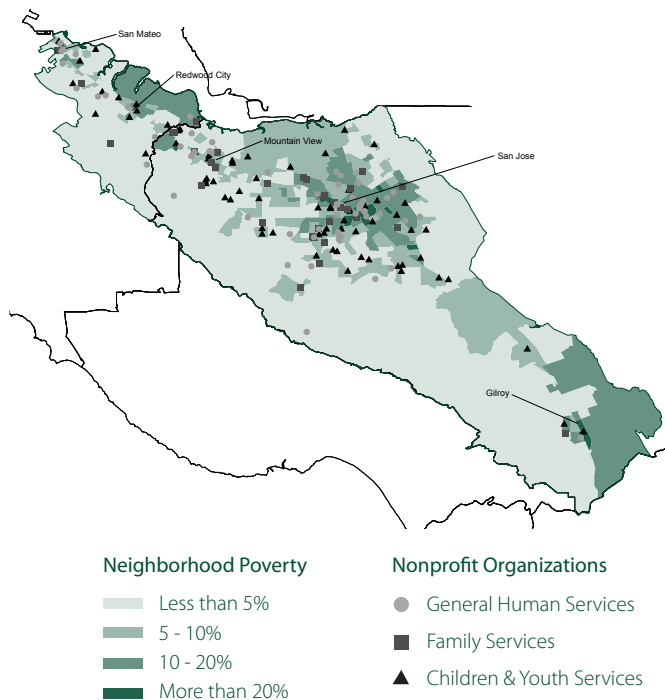 San Mateo
Redwood City
Mountain View
San Jose
Gilroy
Neighborhood Poverty
Less than 5%
5 - 10%
10 - 20%
More than 20%
Nonprofit Organizations
General Human Services
Family Services
Children & Youth Services